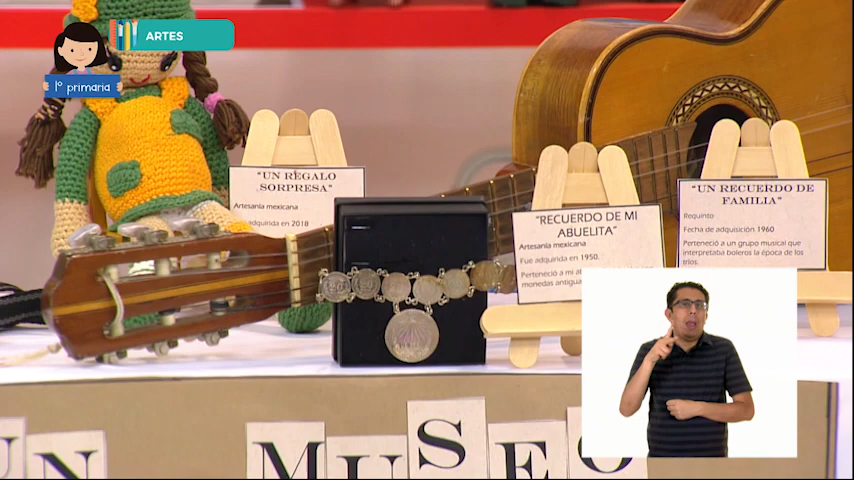 ARTES
1° primaria
"UN REGALO
SORPRESA"
Artesanía mexicana
adquirida en 2018
"RECUERDO DE MI
ABUELITA"
Artesanía mexicana
Fue adquirida en 1950.
Perteneció a mi
monedas antigua
"UN RECUERDO DE
FAMILIA"
Requinto
Fecha de adquisición 1960
Perteneció a un grupo musical que
interpretaba boleros la época de los
tríos.
UN MUSEO